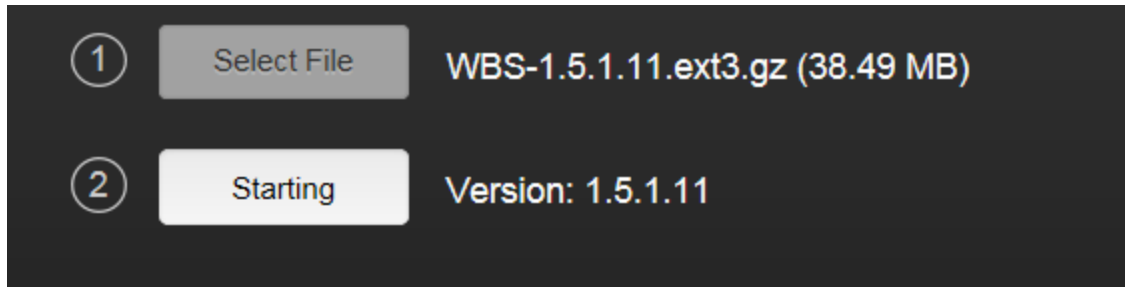 1 Select File WBS-1.5.1.11.ext3.gz (38.49 MB)
2 Starting Version: 1.5.1.11